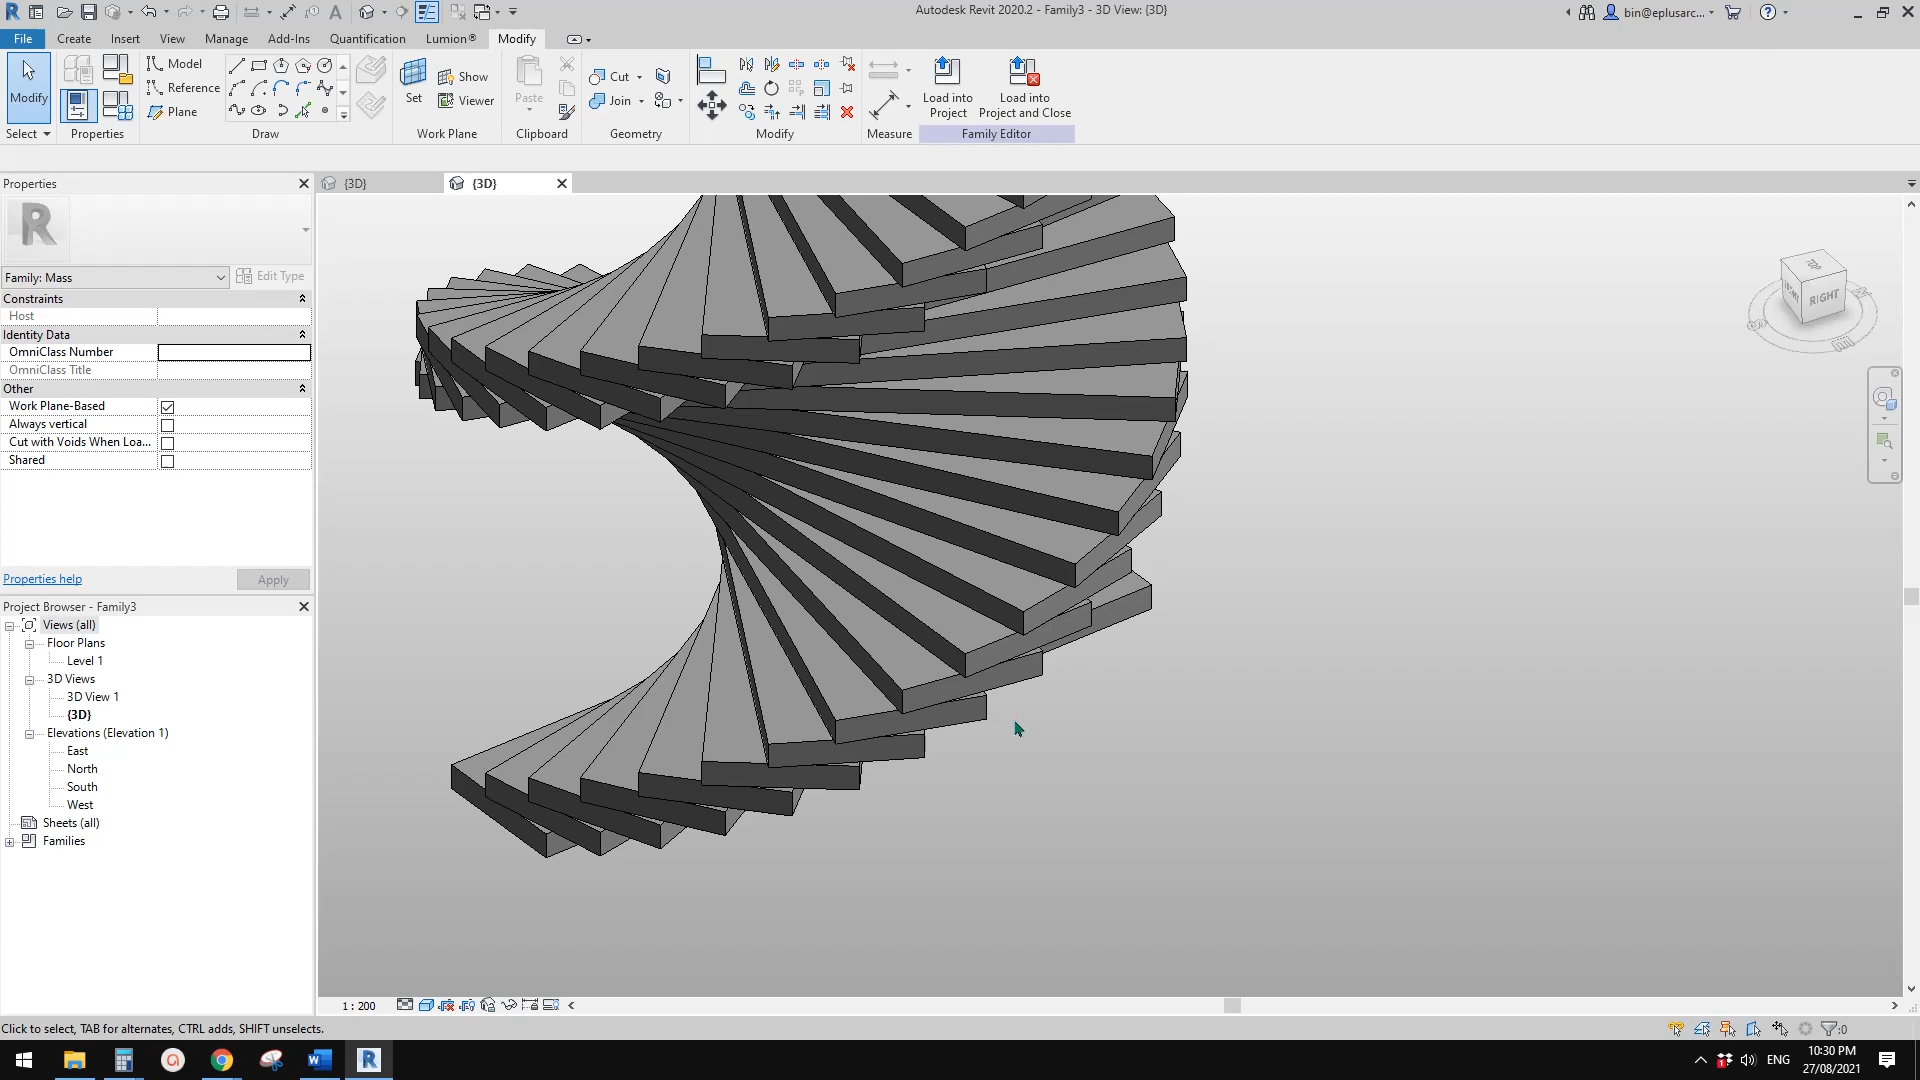 Autodesk Revit 2020.2 - Family3 - 3D View: {3D}
bin@eplusarc...
File Create Insert View Manage Add-Ins Quantification Lumion® Modify
Modify
Select
Properties
Model
Reference
Plane
Draw
Set
Show
Viewer
Work Plane
Paste
Clipboard
Cut
Join
Geometry
Modify
Measure
Load into
Project
Load into
Project and Close
Family Editor
Properties
{3D}
{3D}
R
Family: Mass
Edit Type
Constraints
Host
Identity Data
OmniClass Number
OmniClass Title
Other
Work Plane-Based
Always vertical
Cut with Voids When Loa...
Shared
Properties help
Apply
TOP
RIGHT
Project Browser - Family3
Views (all)
Floor Plans
Level 1
3D Views
3D View 1
{3D}
Elevations (Elevation 1)
East
North
South
West
Sheets (all)
Families
1 : 200
Click to select, TAB for alternates, CTRL adds, SHIFT unselects.
:0
ENG
10:30 PM
27/08/2021